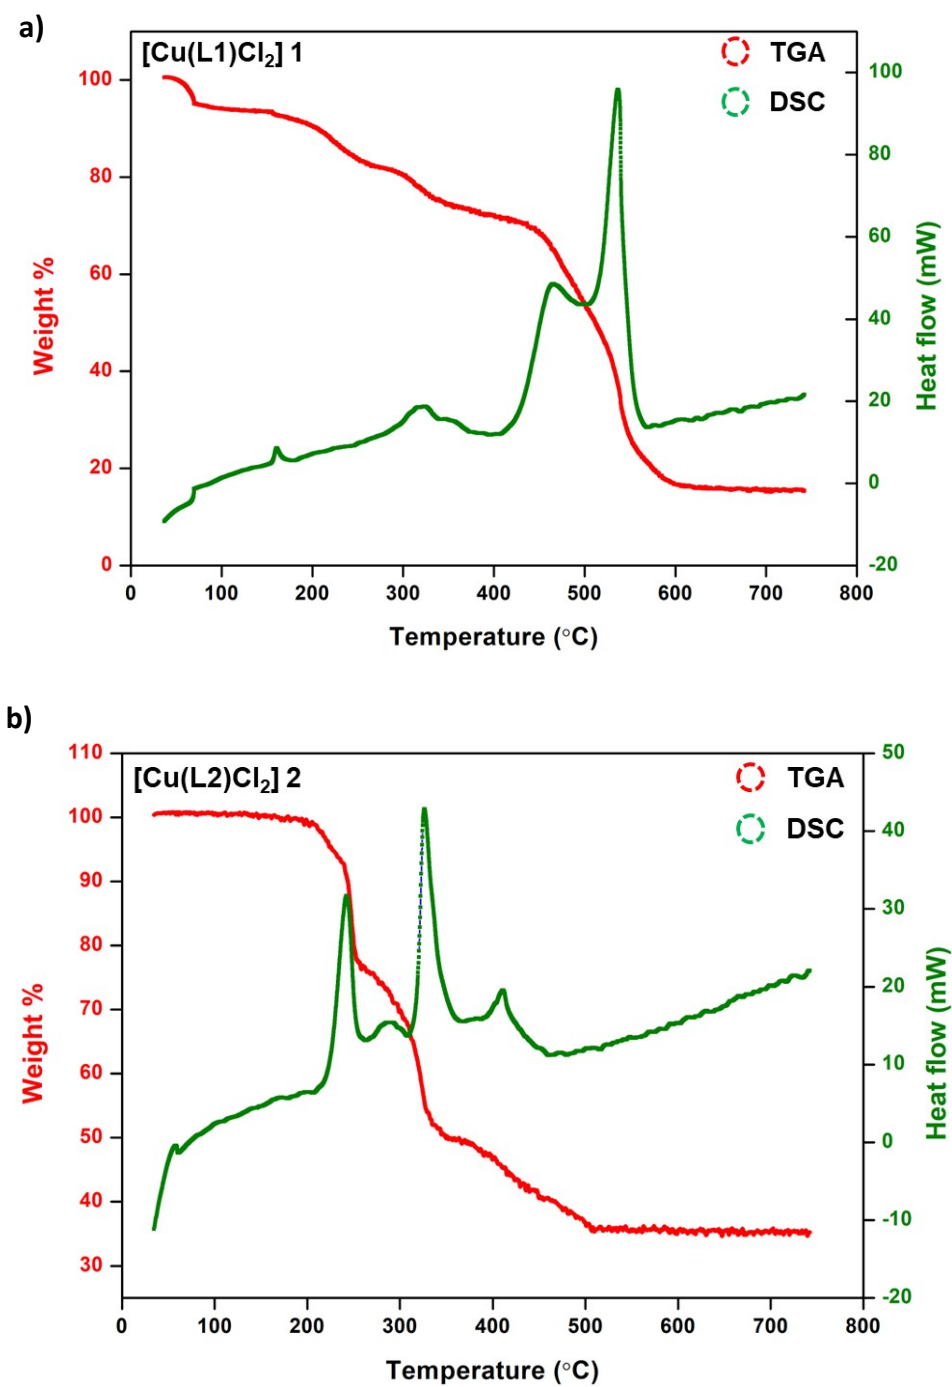 a)
[Cu(L1)Cl₂] 1
TGA
DSC
100
80
60
40
20
0
Weight %
100
80
60
40
20
0
-20
Heat flow (mW)
0 100 200 300 400 500 600 700 800
Temperature (°C)
b)
[Cu(L2)Cl₂] 2
TGA
DSC
110
100
90
80
70
60
50
40
30
Weight %
50
40
30
20
10
0
-10
-20
Heat flow (mW)
0 100 200 300 400 500 600 700 800
Temperature (°C)